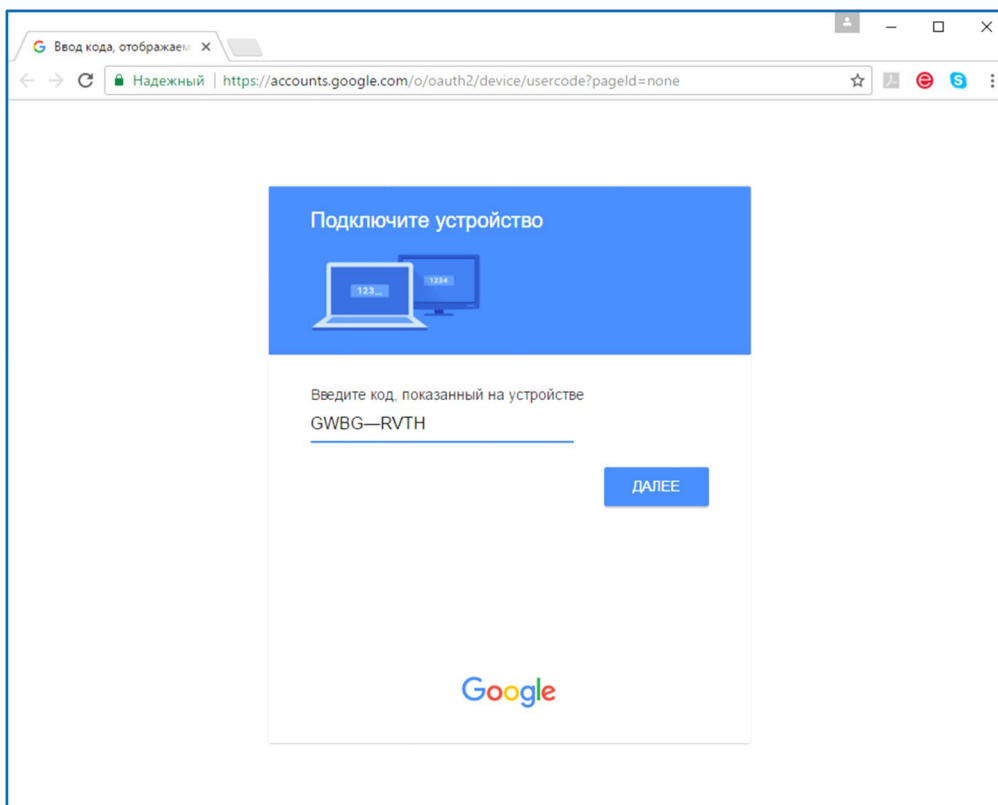 Ввод кода, отображаем
Надежный | https://accounts.google.com/o/oauth2/device/usercode?pageId=none
Подключите устройство
123...
1234
Введите код, показанный на устройстве
GWBG—RVTH
ДАЛЕЕ
Google